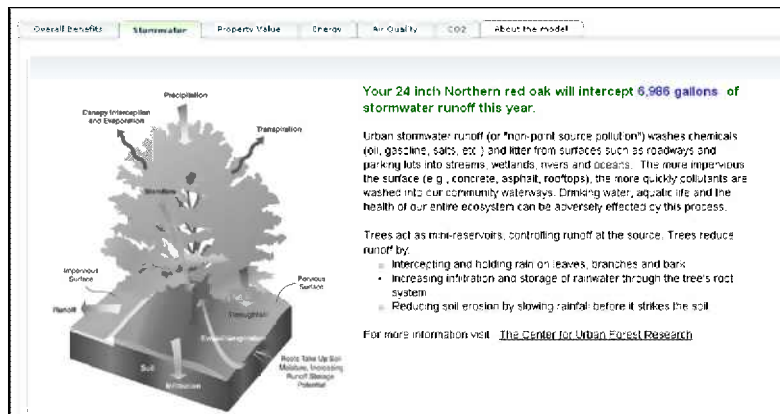 Overall Benefits Stormwater Property Value Energy Air Quality CO2 About the model
Your 24 inch Northern red oak will intercept 6,986 gallons of
stormwater runoff this year.
Urban stormwater runoff (or "non-point source pollution") washes chemicals
(oil, gasoline, salts, etc.) and litter from surfaces such as roadways and
parking lots into streams, wetlands, rivers and oceans. The more impervious
the surface (e.g., concrete, asphalt, rooftops), the more quickly pollutants are
washed into our community waterways. Drinking water, aquatic life and the
health of our entire ecosystem can be adversely effected by this process.
Trees act as mini-reservoirs, controlling runoff at the source. Trees reduce
runoff by:
Intercepting and holding rain on leaves, branches and bark
Increasing infiltration and storage of rainwater through the tree's root
system
Reducing soil erosion by slowing rainfall before it strikes the soil
For more information visit The Center for Urban Forest Research
Precipitation
Canopy Interception
and Evaporation
Transpiration
Stemflow
Impervious
Surface
Pervious
Surface
Runoff
Throughfall
Evapotranspiration
Soil
Infiltration
Roots Take Up Soil
Moisture, Increasing
Runoff Storage
Potential